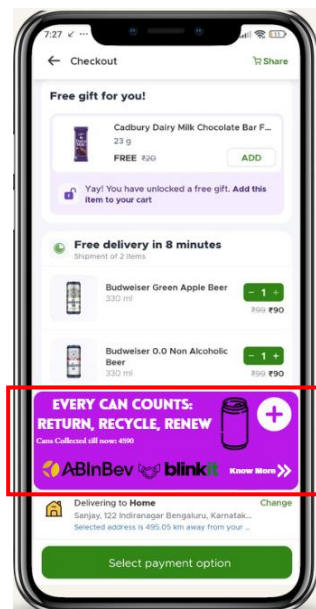 7:27
Checkout
Share
Free gift for you!
Cadbury Dairy Milk Chocolate Bar F...
23 g
FREE ₹20
ADD
Yay! You have unlocked a free gift. Add this
item to your cart
Free delivery in 8 minutes
Shipment of 2 items
Budweiser Green Apple Beer
330 ml
- 1 +
₹99 ₹90
Budweiser 0.0 Non Alcoholic
Beer
330 ml
- 1 +
₹99 ₹90
EVERY CAN COUNTS:
RETURN, RECYCLE, RENEW
Cans Collected till now: 4590
ABInBev blinkit Know More
Delivering to Home
Change
Sanjay, 122 Indiranagar Bengaluru, Karnatak...
Selected address is 495.05 km away from your ...
Select payment option